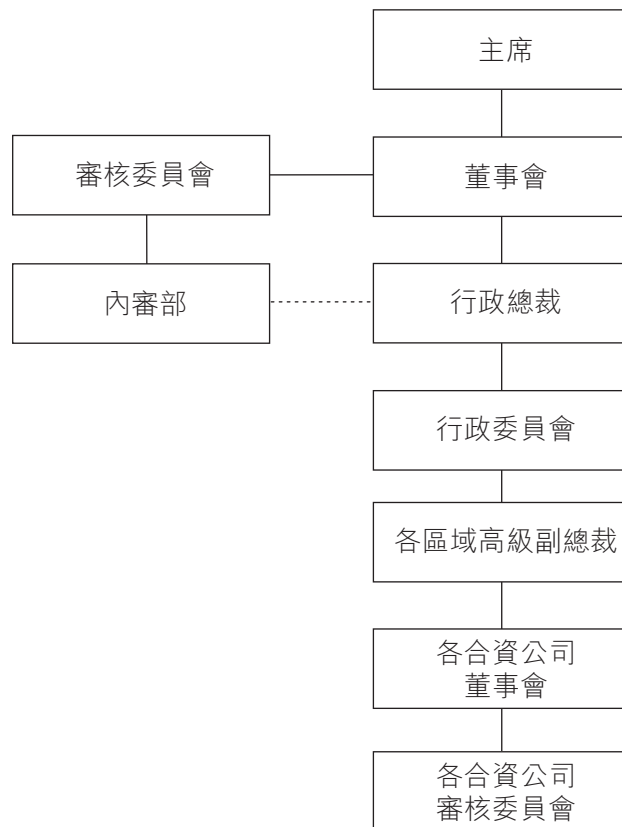 主席
審核委員會
董事會
內審部
行政總裁
行政委員會
各區域高級副總裁
各合資公司
董事會
各合資公司
審核委員會